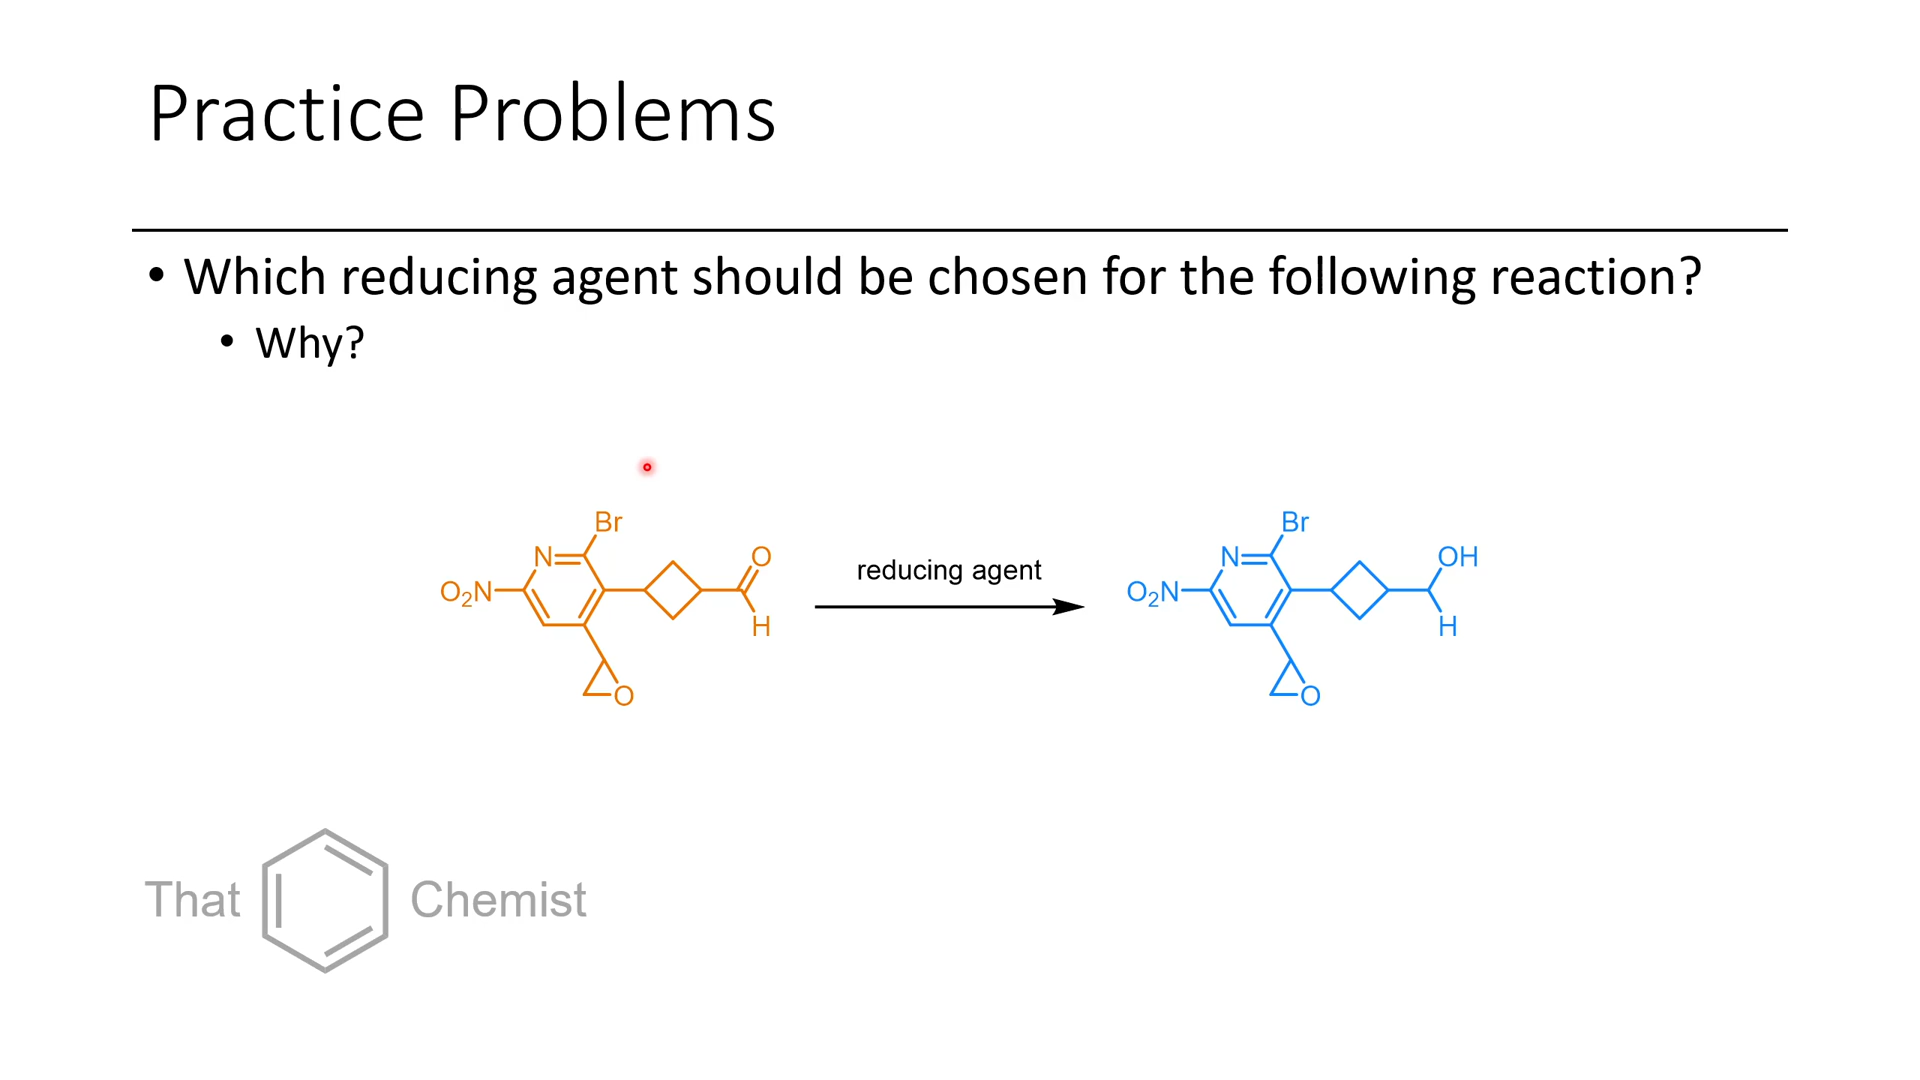 Practice Problems
• Which reducing agent should be chosen for the following reaction?
• Why?
Br
N
O
O₂N
H
O
reducing agent
Br
N
OH
O₂N
H
O
That Chemist